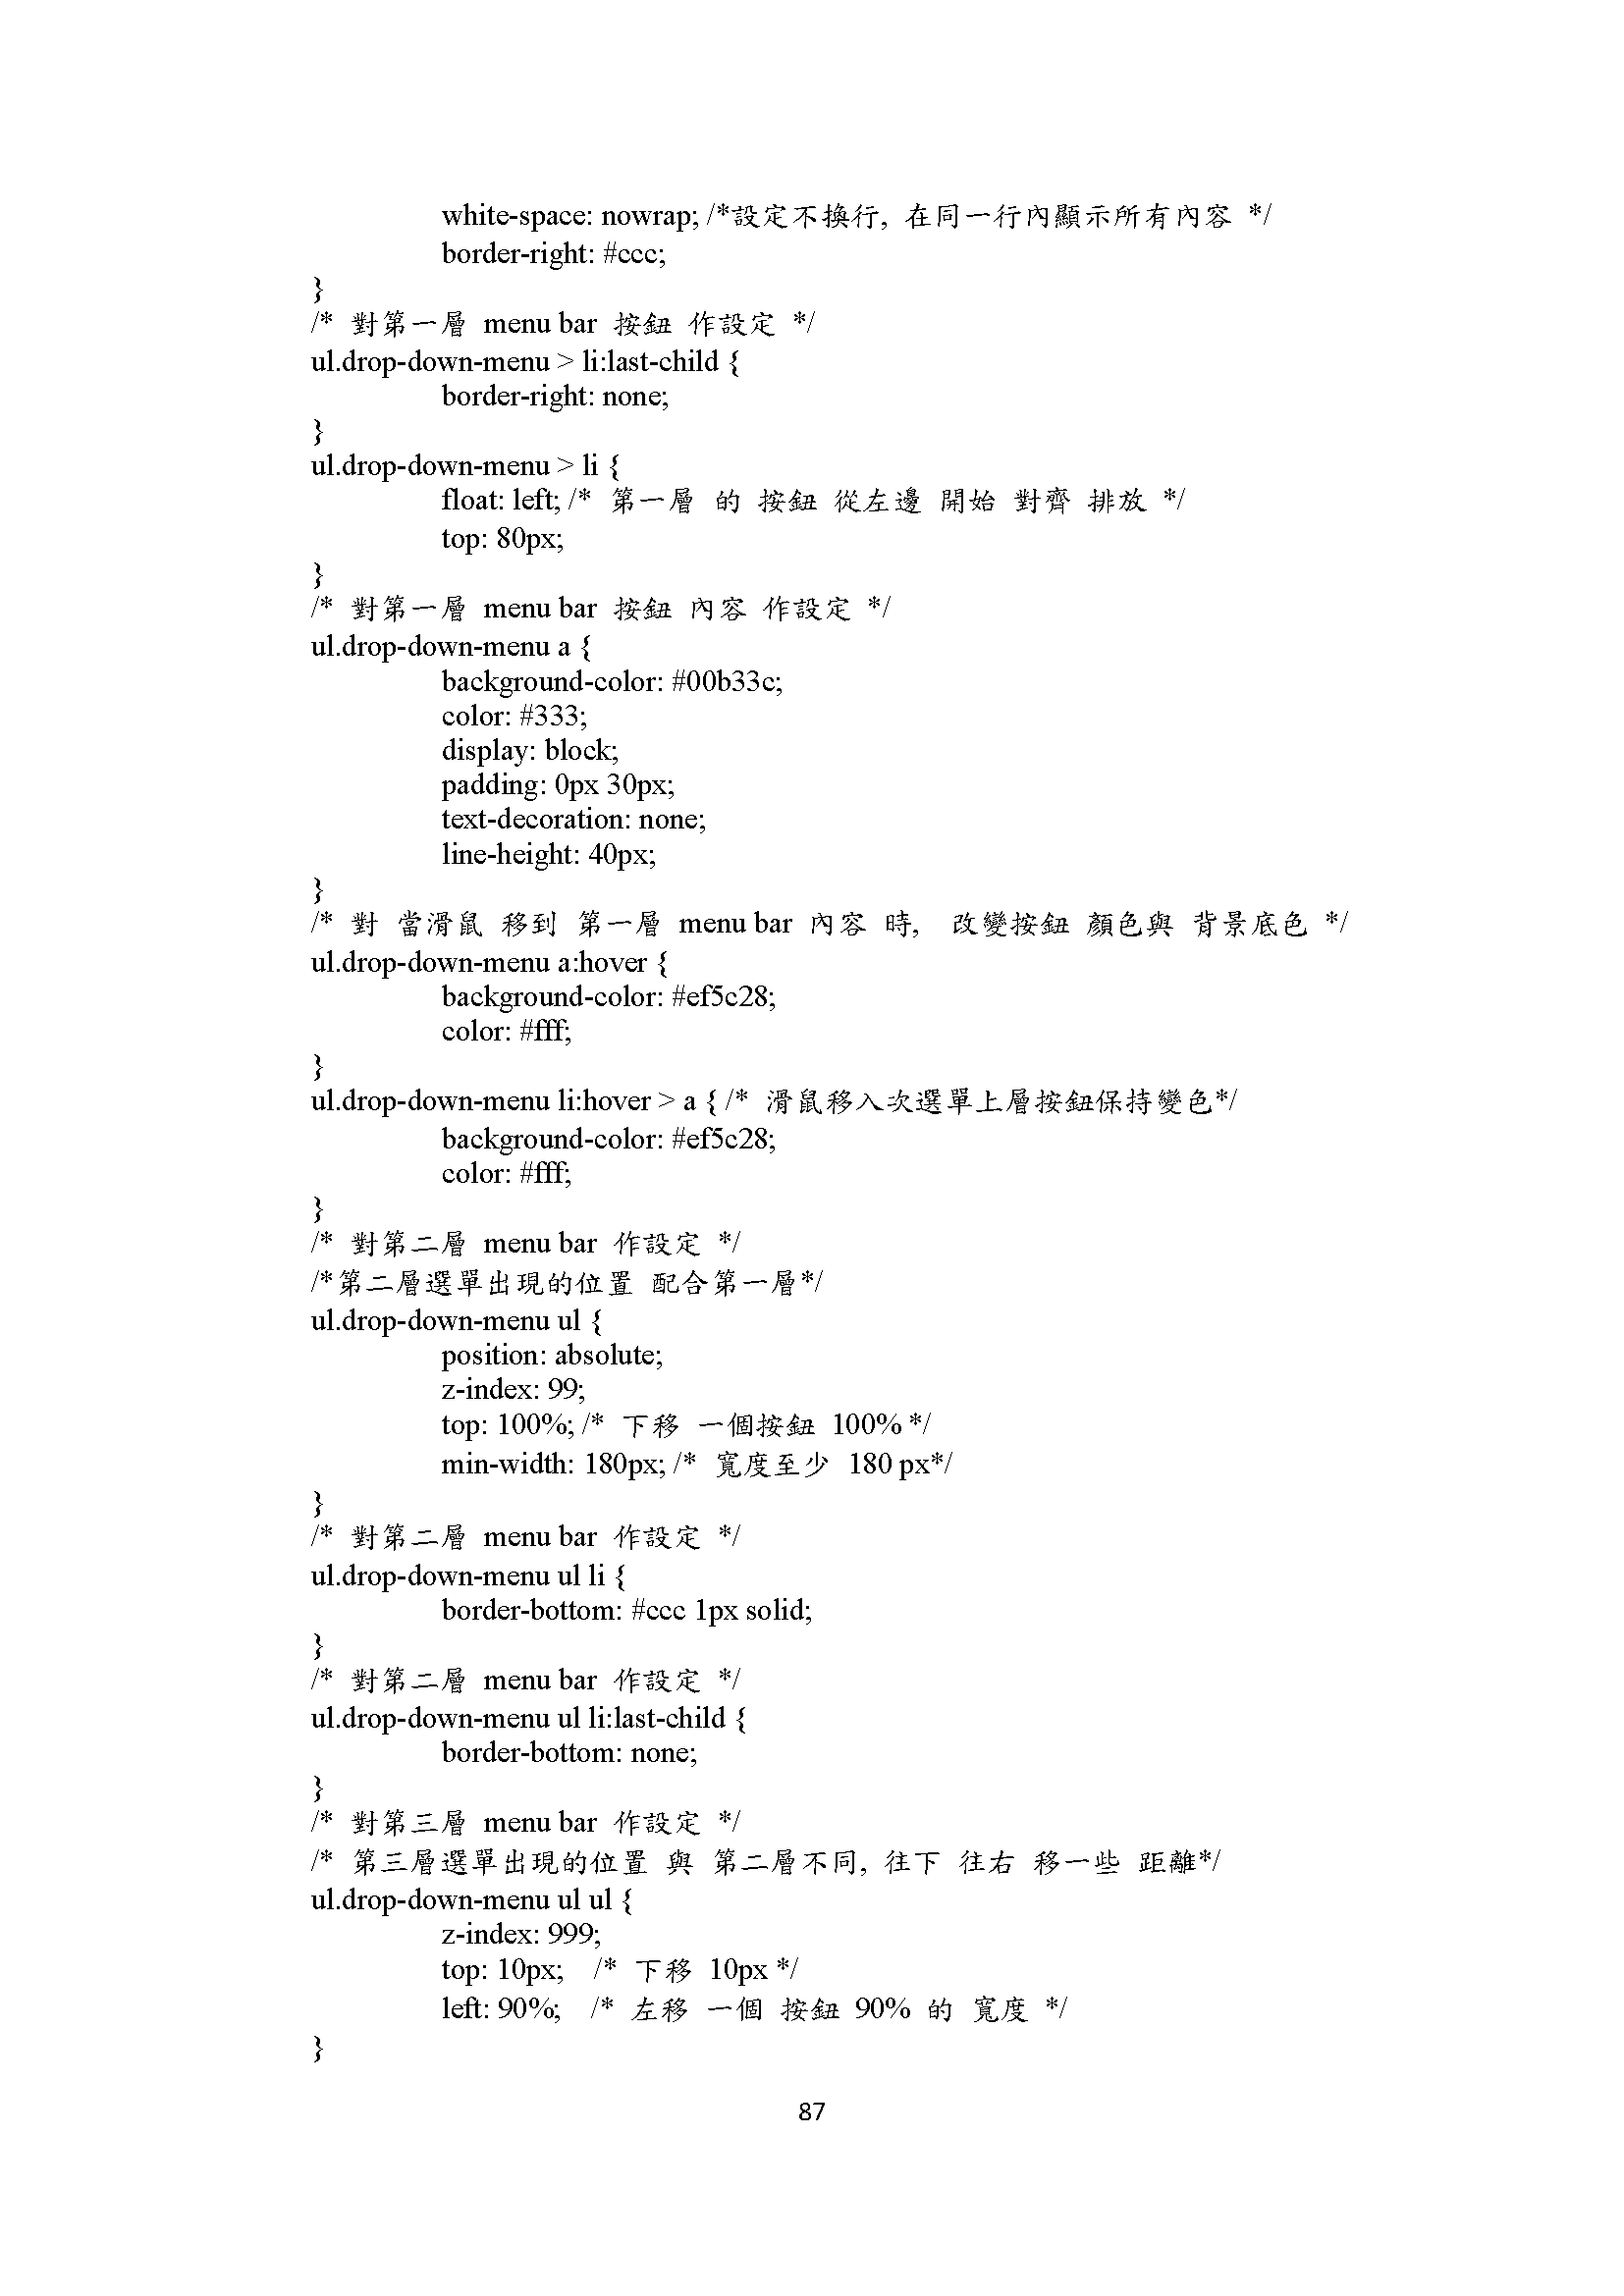 white-space: nowrap; /*設定不換行, 在同一行內顯示所有內容 */
border-right: #ccc;
}
/* 對第一層 menu bar 按鈕 作設定 */
ul.drop-down-menu > li:last-child {
border-right: none;
}
ul.drop-down-menu > li {
float: left; /* 第一層 的 按鈕 從左邊 開始 對齊 排放 */
top: 80px;
}
/* 對第一層 menu bar 按鈕 內容 作設定 */
ul.drop-down-menu a {
background-color: #00b33c;
color: #333;
display: block;
padding: 0px 30px;
text-decoration: none;
line-height: 40px;
}
/* 對 當滑鼠 移到 第一層 menu bar 內容 時, 改變按鈕 顏色與 背景底色 */
ul.drop-down-menu a:hover {
background-color: #ef5c28;
color: #fff;
}
ul.drop-down-menu li:hover > a { /* 滑鼠移入次選單上層按鈕保持變色*/
background-color: #ef5c28;
color: #fff;
}
/* 對第二層 menu bar 作設定 */
/*第二層選單出現的位置 配合第一層*/
ul.drop-down-menu ul {
position: absolute;
z-index: 99;
top: 100%; /* 下移 一個按鈕 100% */
min-width: 180px; /* 寬度至少 180 px*/
}
/* 對第二層 menu bar 作設定 */
ul.drop-down-menu ul li {
border-bottom: #ccc 1px solid;
}
/* 對第二層 menu bar 作設定 */
ul.drop-down-menu ul li:last-child {
border-bottom: none;
}
/* 對第三層 menu bar 作設定 */
/* 第三層選單出現的位置 與 第二層不同, 往下 往右 移一些 距離*/
ul.drop-down-menu ul ul {
z-index: 999;
top: 10px; /* 下移 10px */
left: 90%; /* 左移 一個 按鈕 90% 的 寬度 */
}
87